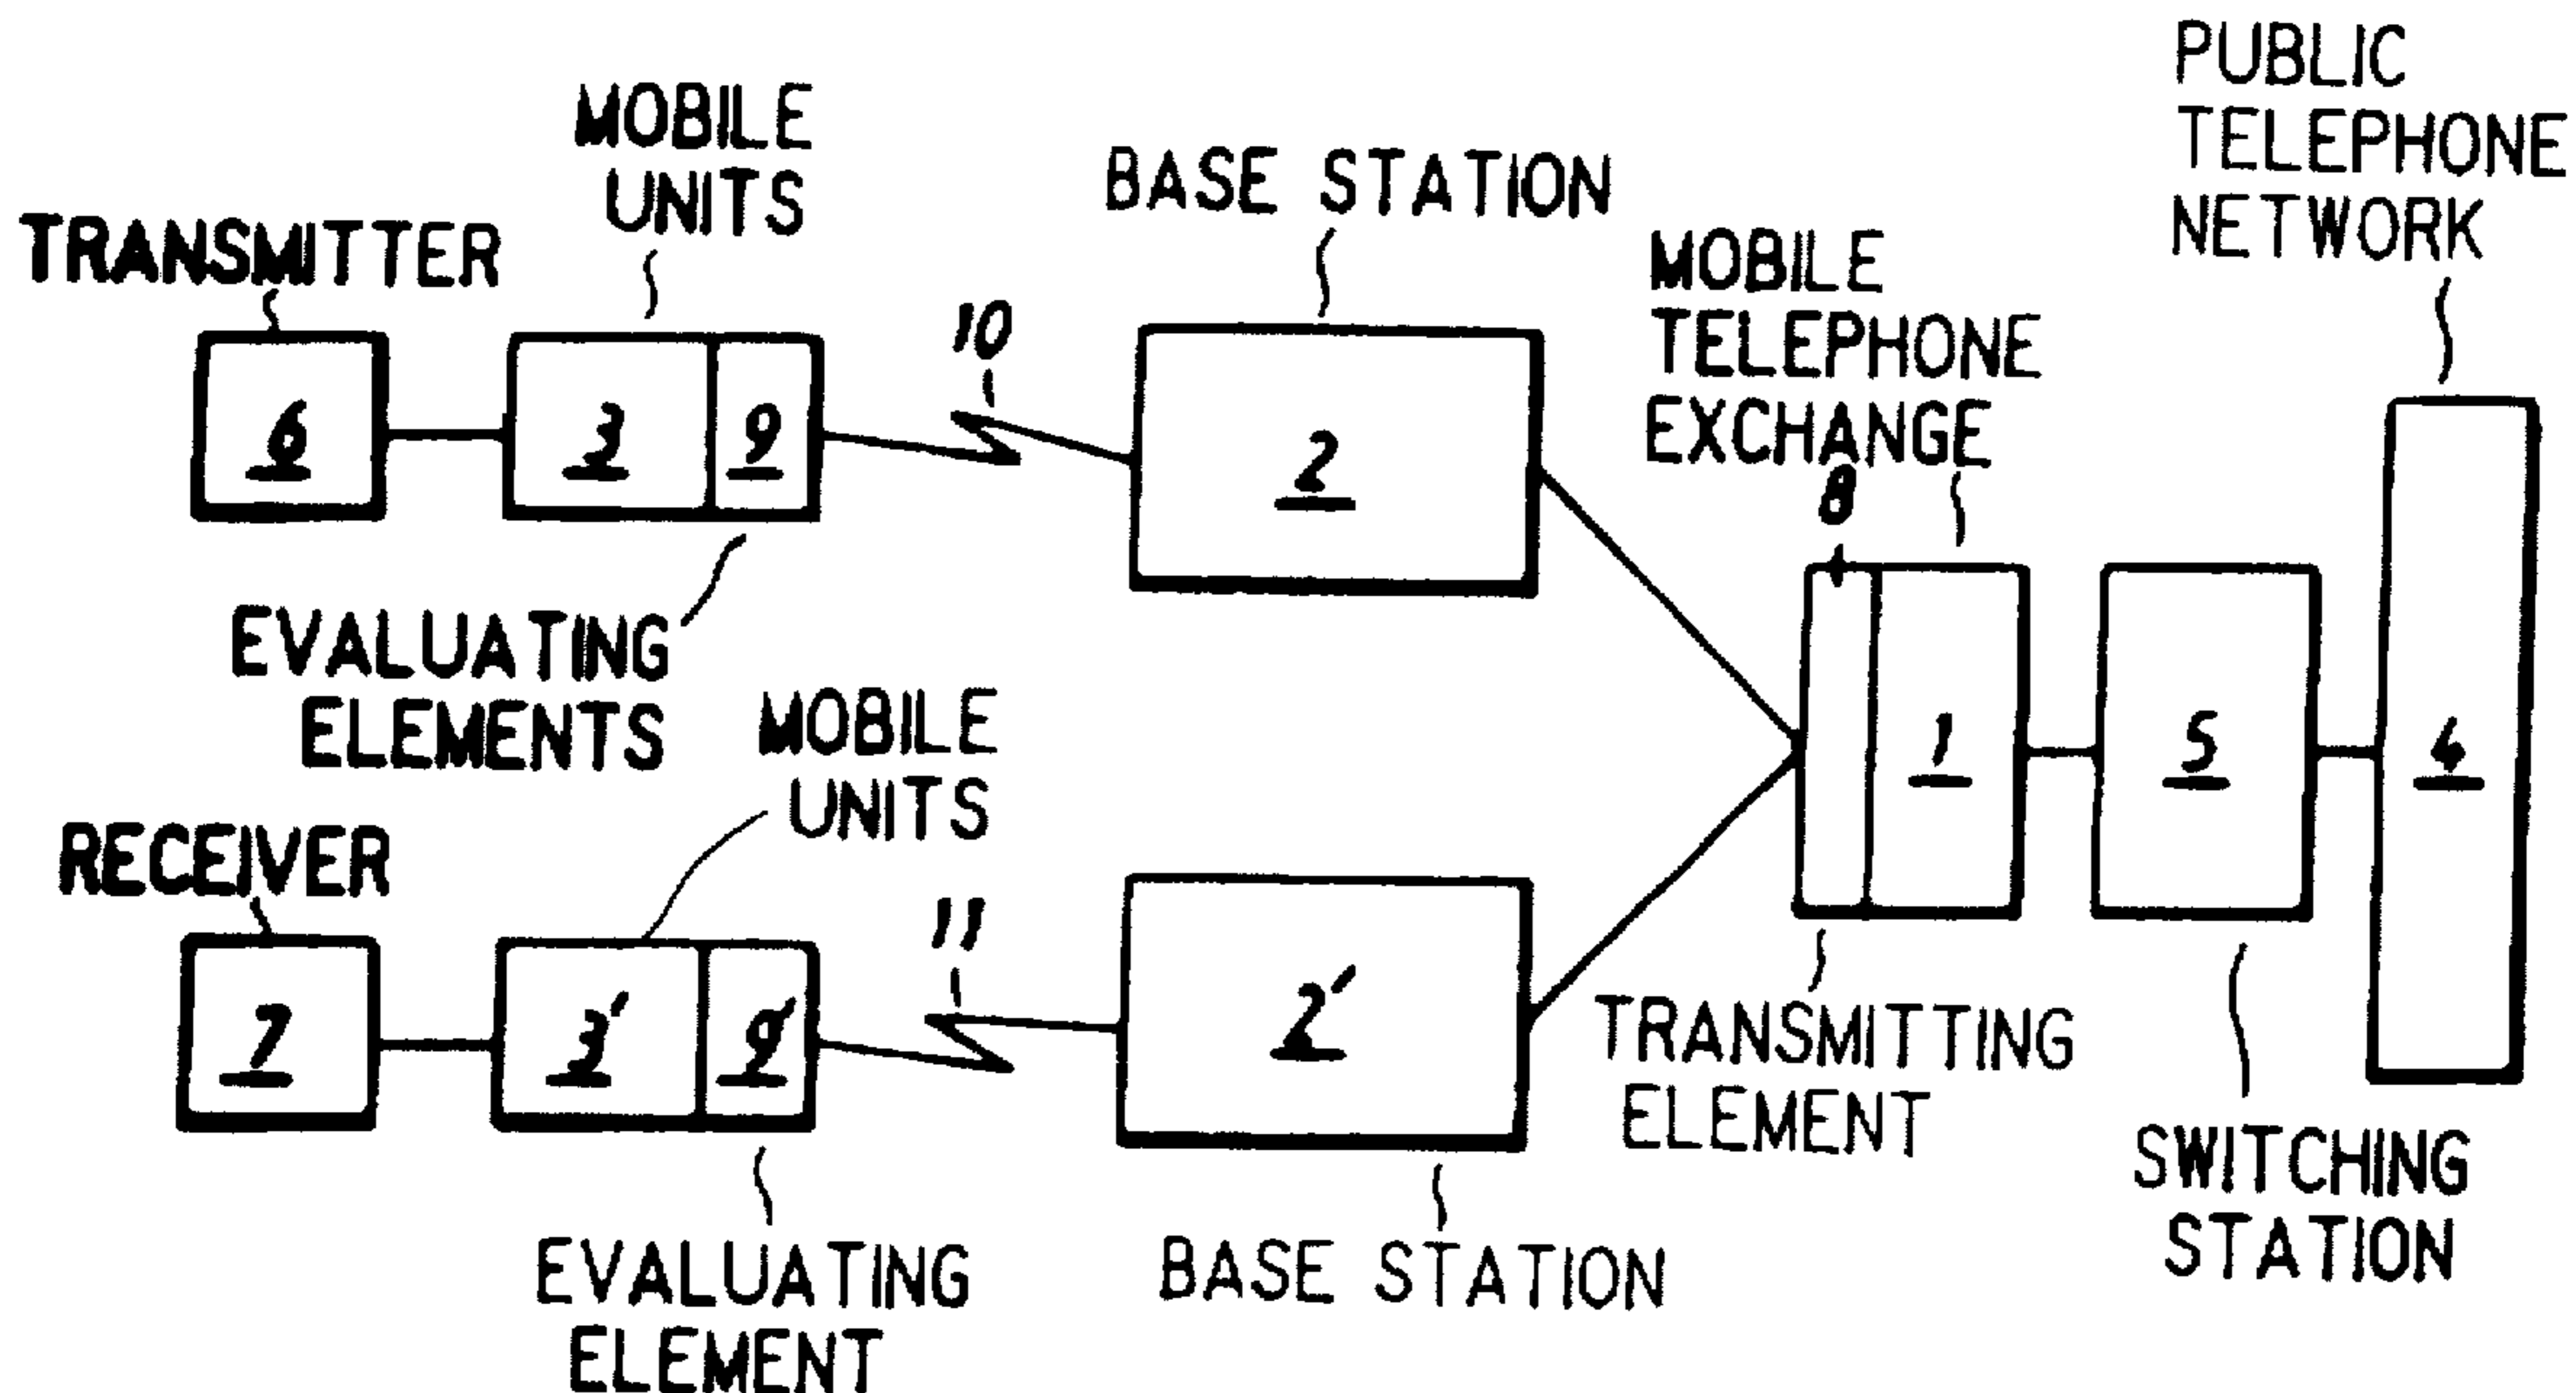 PUBLIC
TELEPHONE
NETWORK
MOBILE
UNITS
BASE STATION
TRANSMITTER
MOBILE
TELEPHONE
EXCHANGE
10
8
6
3
9
2
EVALUATING
ELEMENTS
MOBILE
UNITS
1
5
4
RECEIVER
11
7
3'
9'
2'
TRANSMITTING
ELEMENT
SWITCHING
STATION
EVALUATING
ELEMENT
BASE STATION